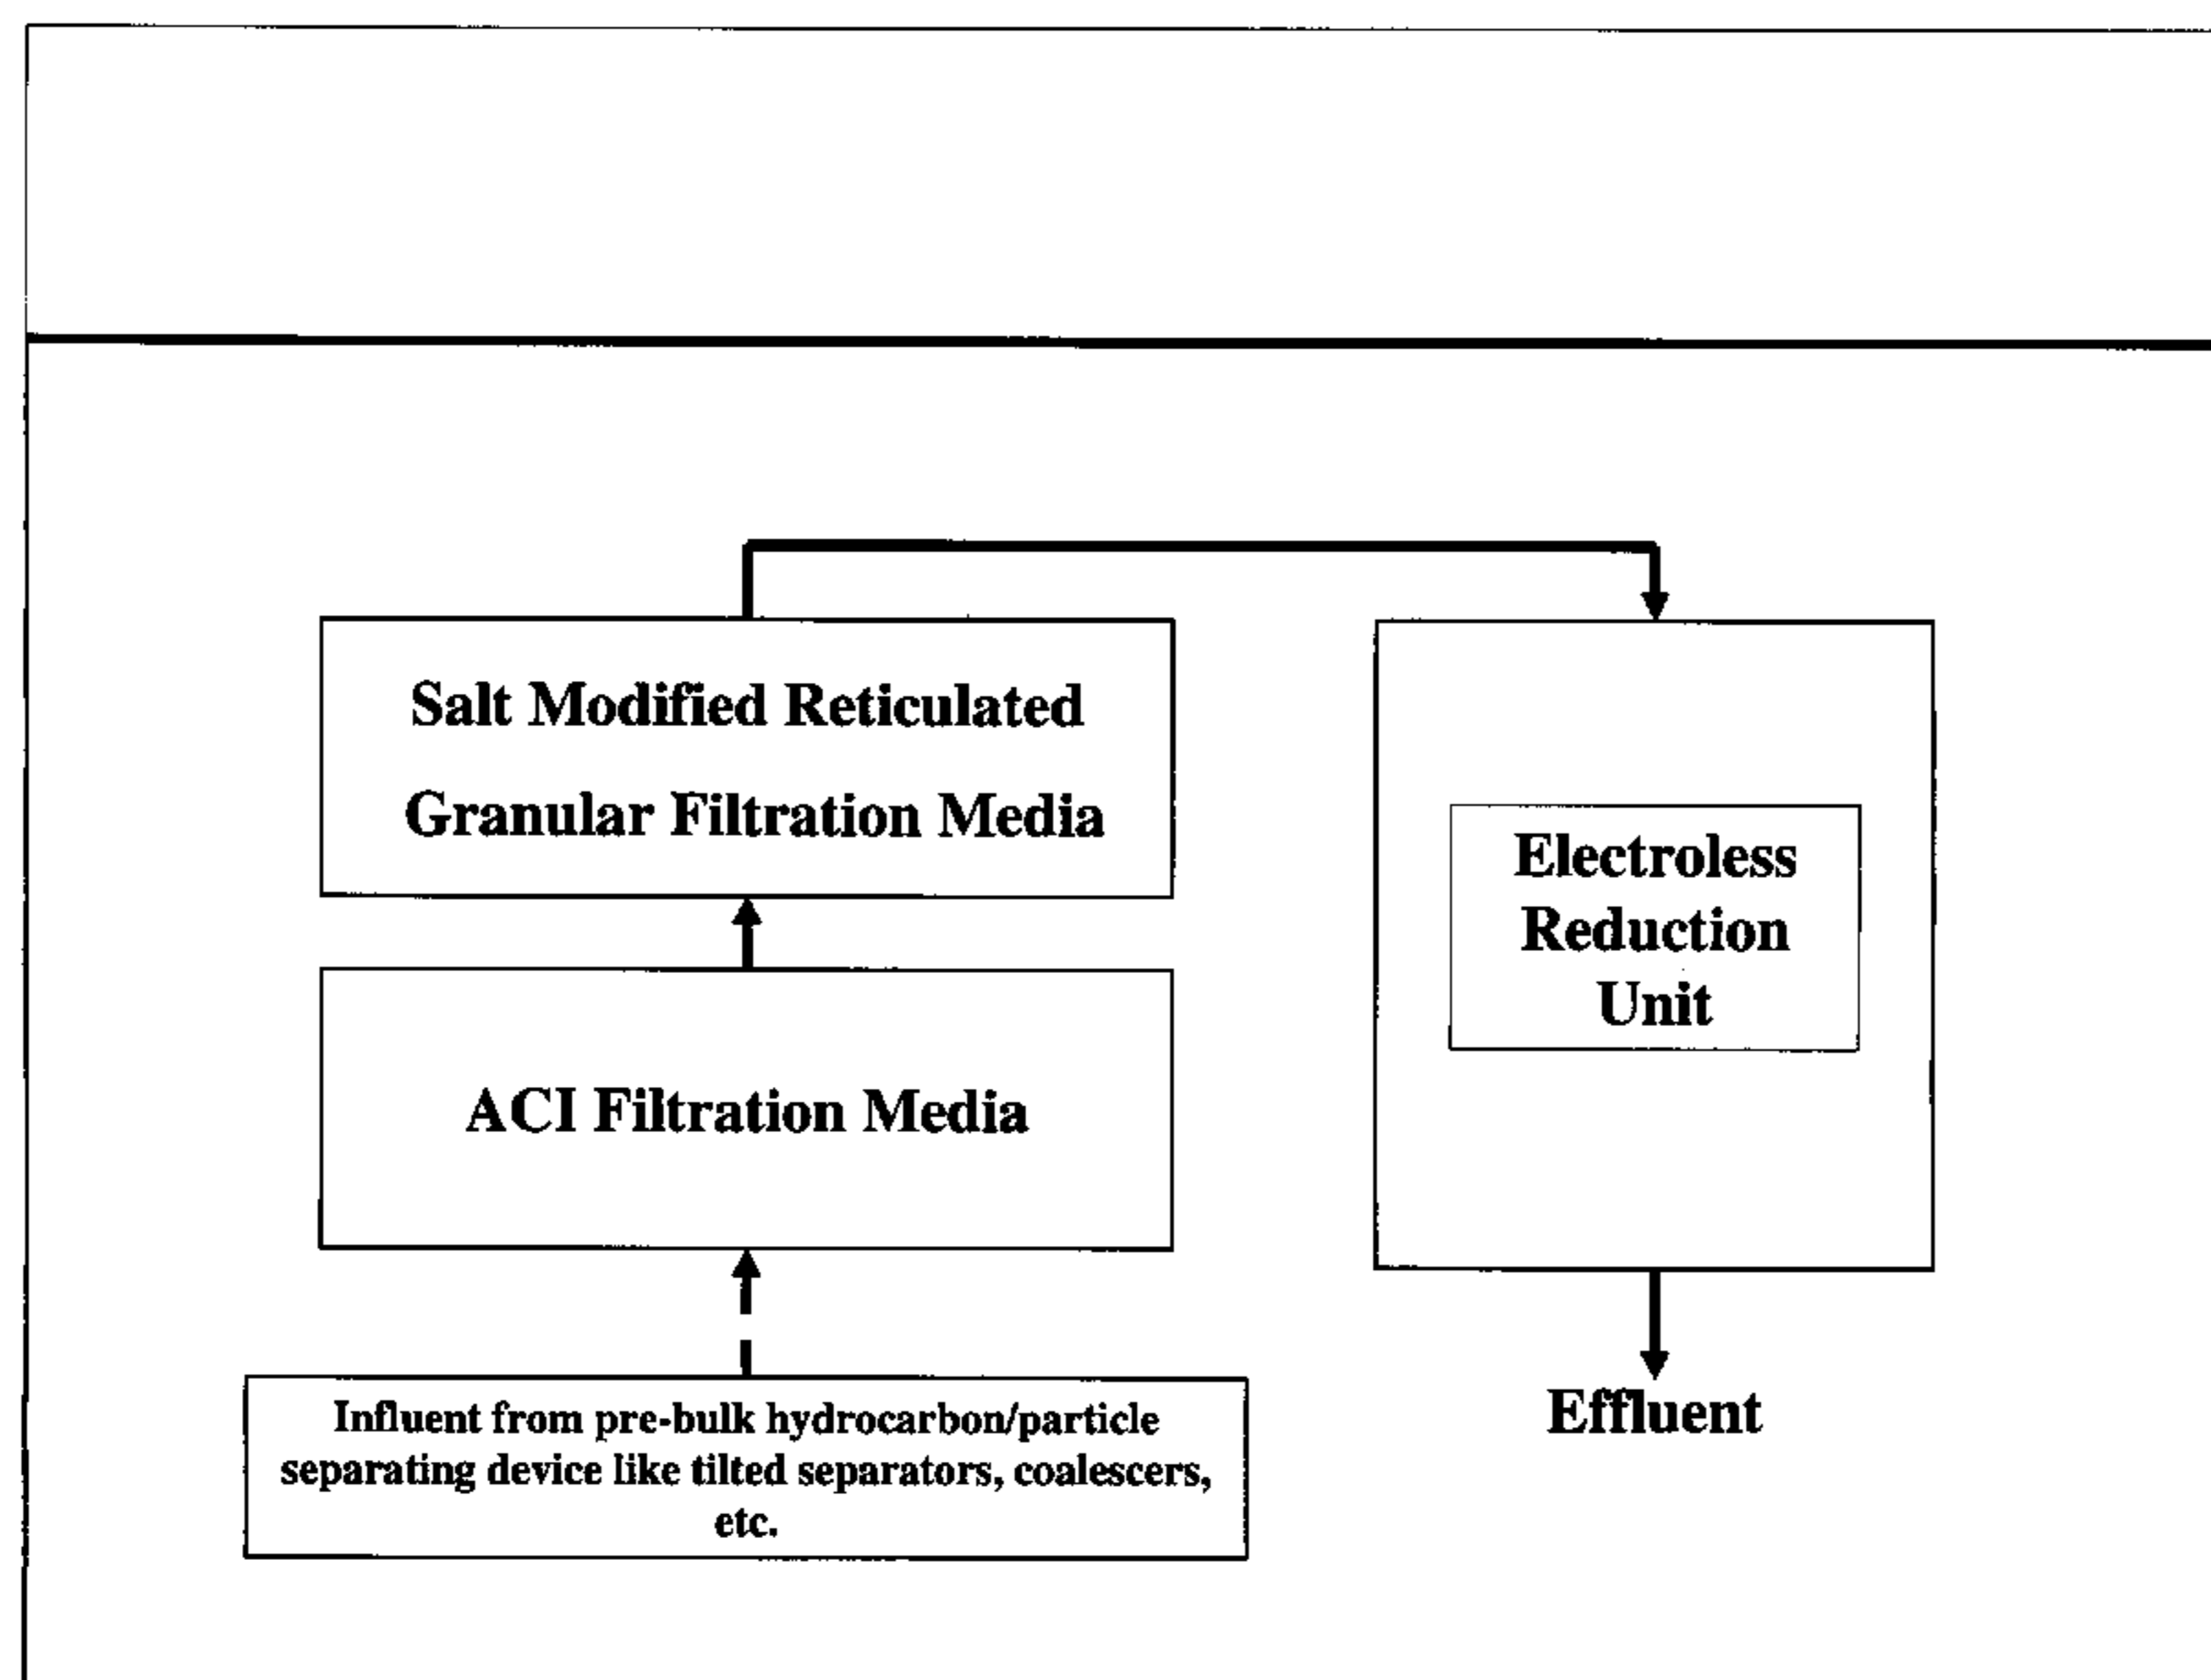 Salt Modified Reticulated
Granular Filtration Media
Electroless
Reduction
Unit
ACI Filtration Media
Influent from pre-bulk hydrocarbon/particle
separating device like tilted separators, coalescers,
etc.
Effluent